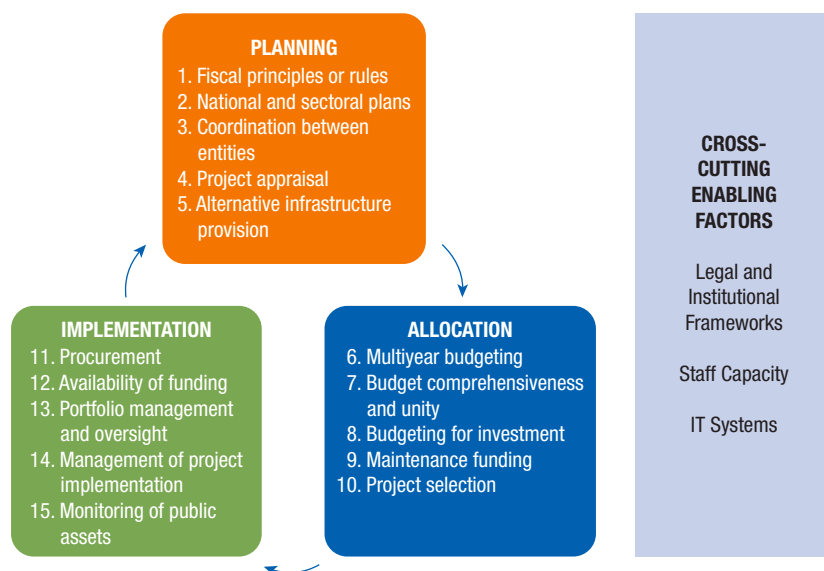 PLANNING
1. Fiscal principles or rules
2. National and sectoral plans
3. Coordination between
entities
4. Project appraisal
5. Alternative infrastructure
provision
IMPLEMENTATION
11. Procurement
12. Availability of funding
13. Portfolio management
and oversight
14. Management of project
implementation
15. Monitoring of public
assets
ALLOCATION
6. Multiyear budgeting
7. Budget comprehensiveness
and unity
8. Budgeting for investment
9. Maintenance funding
10. Project selection
CROSS-
CUTTING
ENABLING
FACTORS
Legal and
Institutional
Frameworks
Staff Capacity
IT Systems